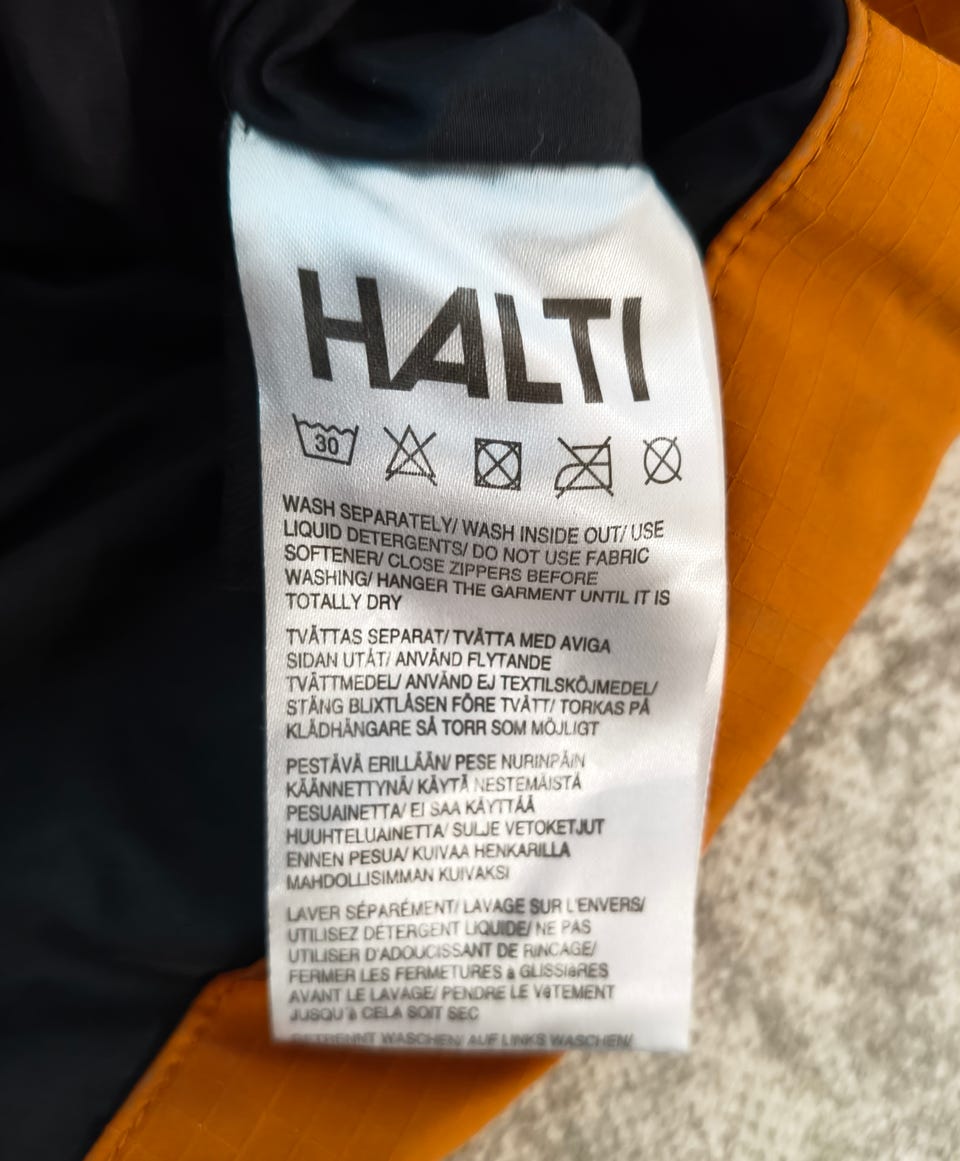 HALTI
30
WASH SEPARATELY/ WASH INSIDE OUT/ USE
LIQUID DETERGENTS/ DO NOT USE FABRIC
SOFTENER/ CLOSE ZIPPERS BEFORE
WASHING/ HANGER THE GARMENT UNTIL IT IS
TOTALLY DRY
TVÄTTAS SEPARAT/ TVÄTTA MED AVIGA
SIDAN UTÅT/ ANVÄND FLYTANDE
TVÄTTMEDEL/ ANVÄND EJ TEXTILSKÖJMEDEL/
STÄNG BLIXTLÅSEN FÖRE TVÄTT/ TORKAS PÅ
KLÄDHÄNGARE SÅ TORR SOM MÖJLIGT
PESTÄVÄ ERILLÄÄN/ PESE NURINPÄIN
KÄÄNNETTYNÄ/ KÄYTÄ NESTEMÄISTÄ
PESUAINETTA/ EI SAA KÄYTTÄÄ
HUUHTELUAINETTA/ SULJE VETOKETJUT
ENNEN PESUA/ KUIVAA HENKARILLA
MAHDOLLISIMMAN KUIVAKSI
LAVER SÉPARÉMENT/ LAVAGE SUR L'ENVERS/
UTILISEZ DÉTERGENT LIQUIDE/ NE PAS
UTILISER D'ADOUCISSANT DE RINCAGE/
FERMER LES FERMETURES à GLISSIèRES
AVANT LE LAVAGE/ PENDRE LE VêTEMENT
JUSQU'à CELA SOIT SEC
GETRENNT WASCHEN/ AUF LINKS WASCHEN/